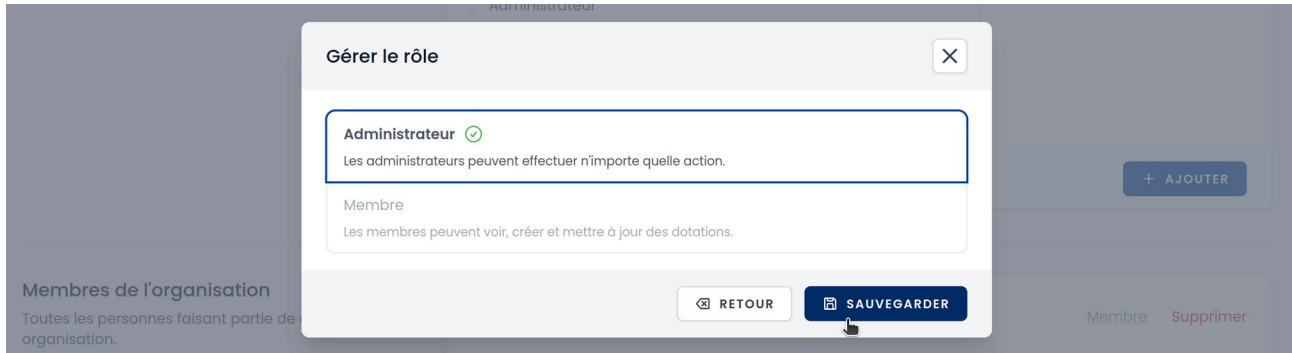 Administrateur
Gérer le rôle
Administrateur
Les administrateurs peuvent effectuer n'importe quelle action.
+ AJOUTER
Membre
Les membres peuvent voir, créer et mettre à jour des dotations.
Membres de l'organisation
RETOUR
SAUVEGARDER
Toutes les personnes faisant partie de
Membre
Supprimer
organisation.